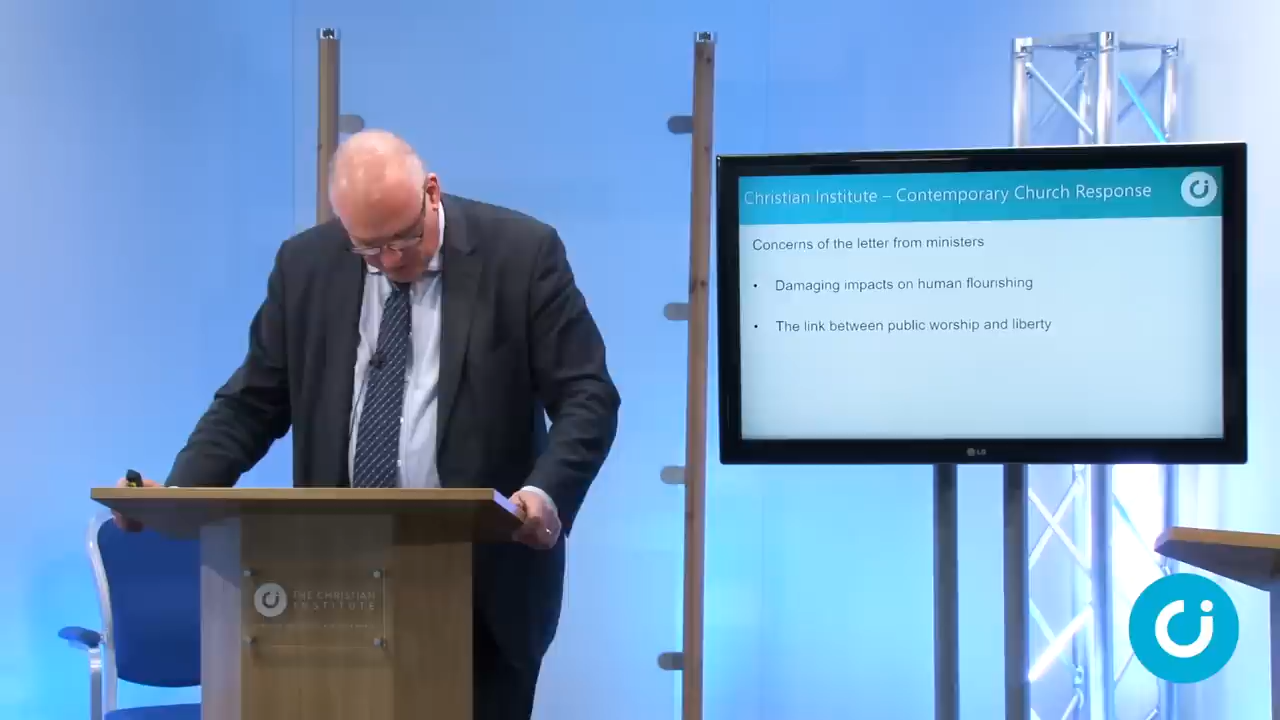 Christian Institute – Contemporary Church Response
Concerns of the letter from ministers
• Damaging impacts on human flourishing
• The link between public worship and liberty
LG
THE CHRISTIAN
INSTITUTE